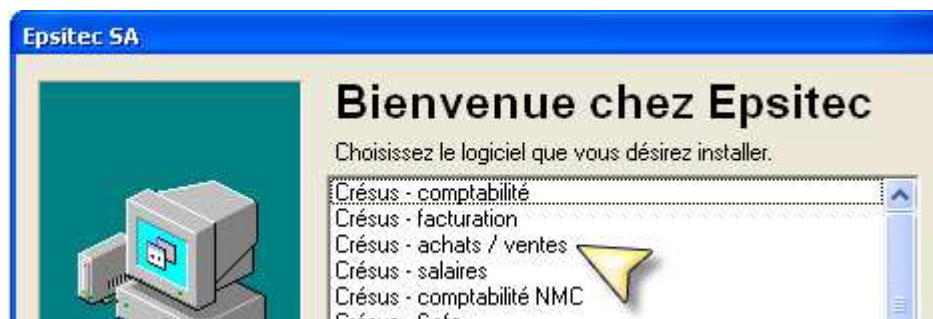 Epsitec SA
Bienvenue chez Epsitec
Choisissez le logiciel que vous désirez installer.
Crésus - comptabilité
Crésus - facturation
Crésus - achats / ventes
Crésus - salaires
Crésus - comptabilité NMC